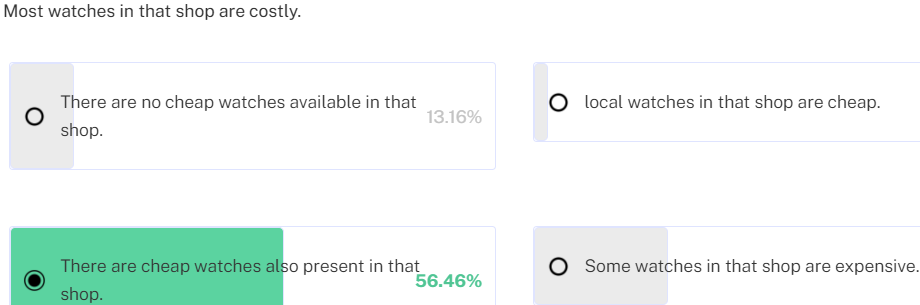 Most watches in that shop are costly.
There are no cheap watches available in that
shop.
13.16%
local watches in that shop are cheap.
There are cheap watches also present in that
shop.
56.46%
Some watches in that shop are expensive.